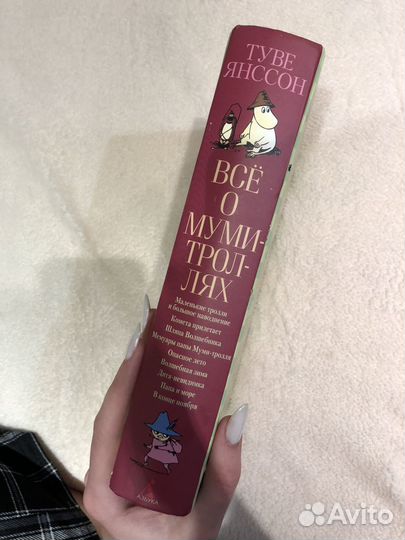 ТУВЕ
ЯНССОН
ВСЁ
О
МУМИ-
ТРОЛ-
ЛЯХ
Маленькие тролли
и большое наводнение
Комета прилетает
Шляпа Волшебника
Мемуары папы Муми-тролля
Опасное лето
Волшебная зима
Дитя-невидимка
Папа и море
В конце ноября
АЗБУКА
Avito